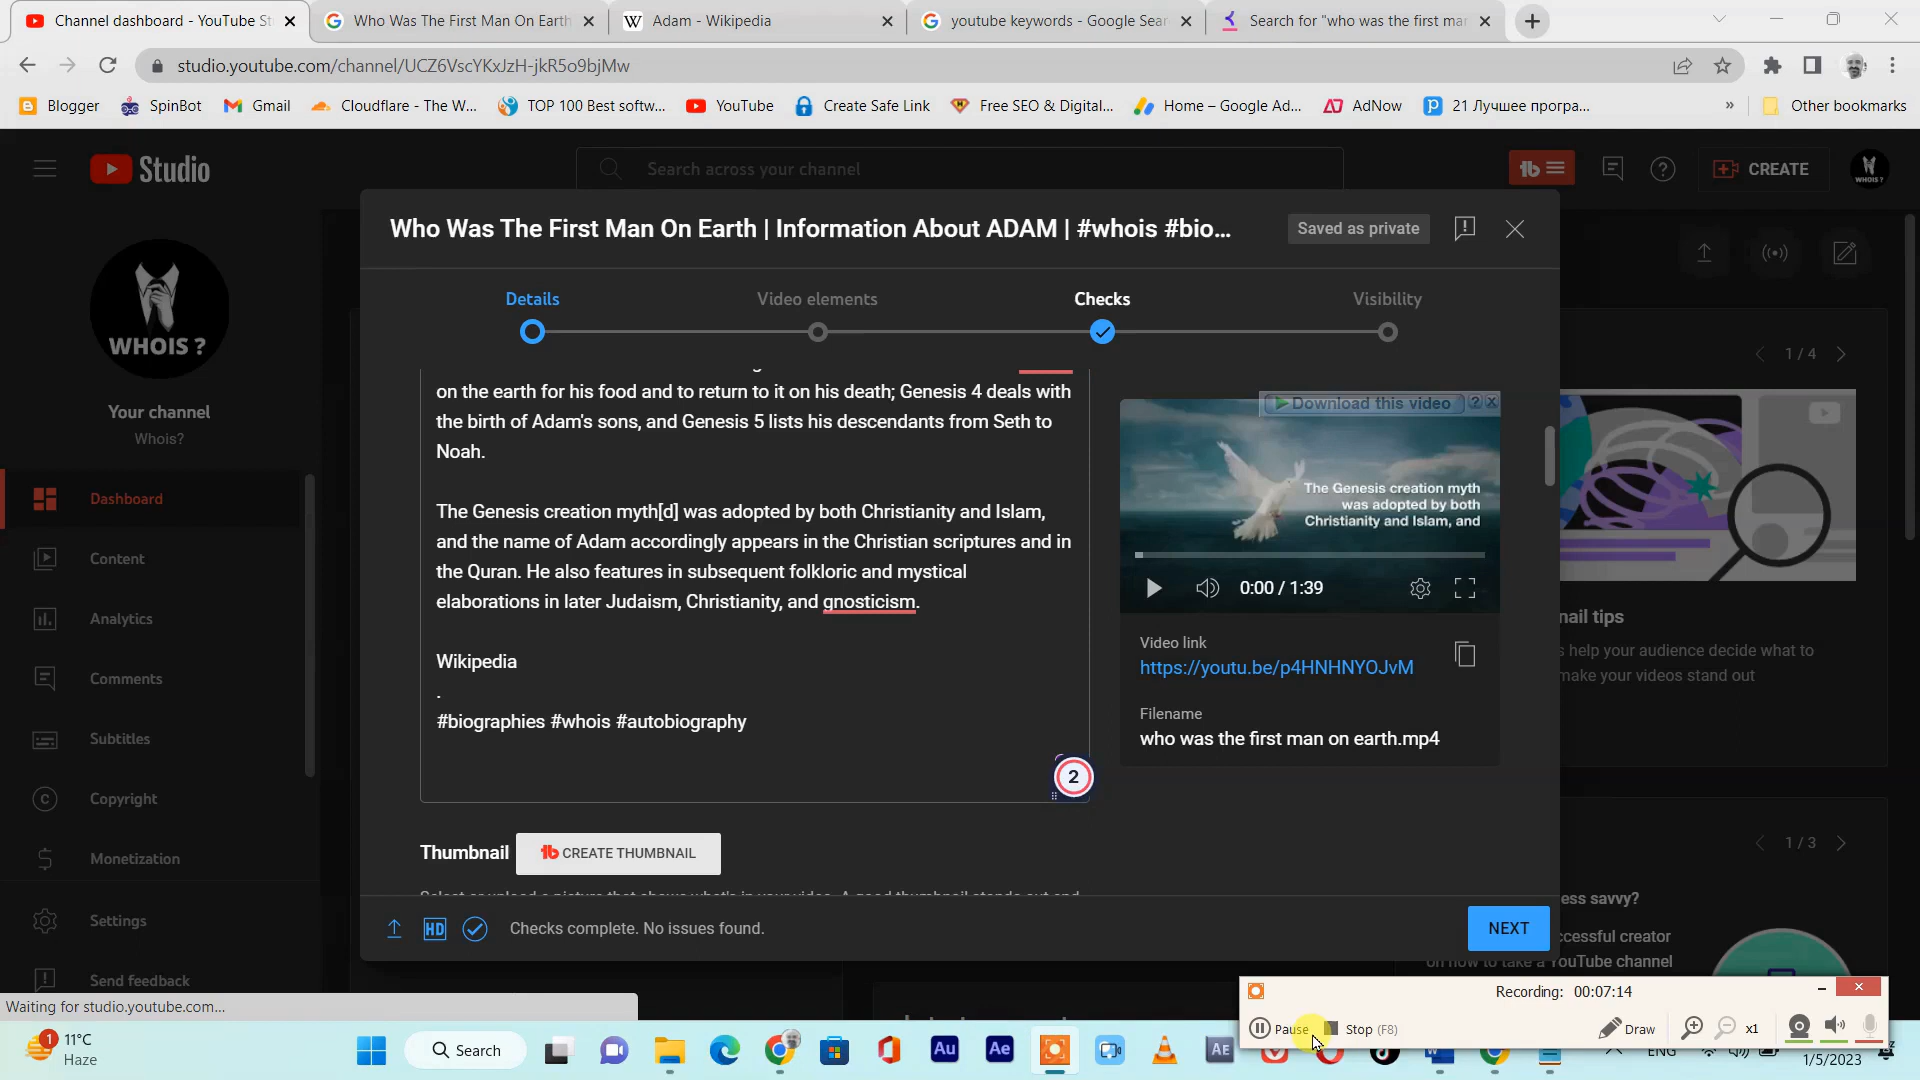 Channel dashboard - YouTube St
Who Was The First Man On Earth
Adam - Wikipedia
youtube keywords - Google Sear
Search for "who was the first mar
studio.youtube.com/channel/UCZ6VscYKxJzH-jkR5o9bjMw
Blogger
SpinBot
Gmail
Cloudflare - The W...
TOP 100 Best softw...
YouTube
Create Safe Link
Free SEO & Digital...
Home – Google Ad...
AdNow
21 Лучшее програ...
»
Other bookmarks
Studio
Search across your channel
CREATE
WHOIS ?
Who Was The First Man On Earth | Information About ADAM | #whois #bio...
Saved as private
Details
Video elements
Checks
Visibility
WHOIS ?
Your channel
Whois?
Dashboard
Content
Analytics
Comments
Subtitles
Copyright
Monetization
Settings
Send feedback
on the earth for his food and to return to it on his death; Genesis 4 deals with
the birth of Adam's sons, and Genesis 5 lists his descendants from Seth to
Noah.
The Genesis creation myth[d] was adopted by both Christianity and Islam,
and the name of Adam accordingly appears in the Christian scriptures and in
the Quran. He also features in subsequent folkloric and mystical
elaborations in later Judaism, Christianity, and gnosticism.
Wikipedia
.
#biographies #whois #autobiography
2
Thumbnail
CREATE THUMBNAIL
Download this video
The Genesis creation myth
was adopted by both
Christianity and Islam, and
0:00 / 1:39
Video link
https://youtu.be/p4HNHNYOJvM
Filename
who was the first man on earth.mp4
1 / 4
nail tips
help your audience decide what to
make your videos stand out
1 / 3
ess savvy?
ccessful creator
on how to take a YouTube channel
HD
Checks complete. No issues found.
NEXT
Waiting for studio.youtube.com...
Recording: 00:07:14
Pause
Stop (F8)
Draw
x1
1
11°C
Haze
Search
Au
Ae
AE
ENG
1/5/2023